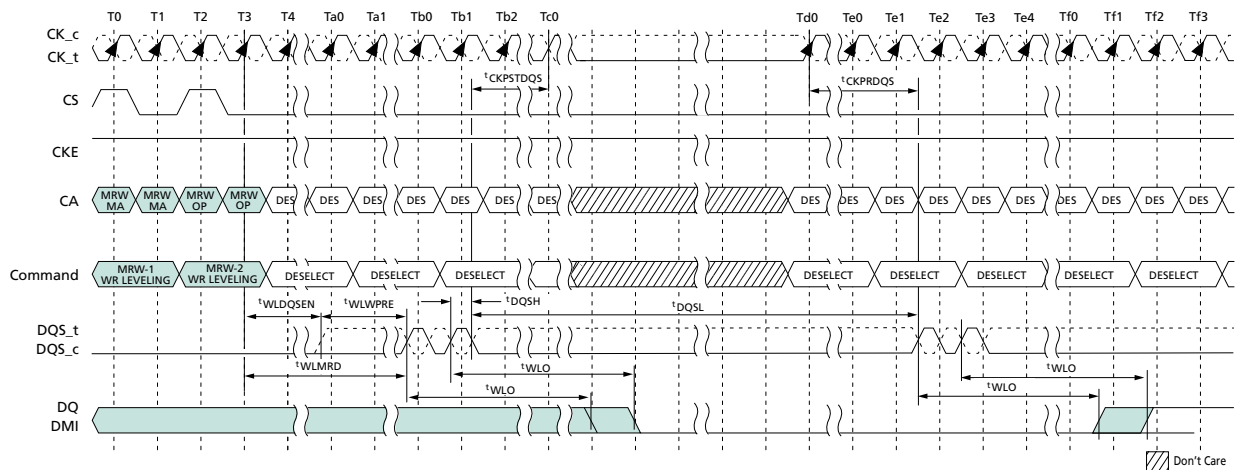 T0 T1 T2 T3 T4 Ta0 Ta1 Tb0 Tb1 Tb2 Tc0 Td0 Te0 Te1 Te2 Te3 Te4 Tf0 Tf1 Tf2 Tf3
CK_c
CK_t
tCKPSTDQS tCKPRDQS
CS
CKE
CA MRW MA MRW MA MRW OP MRW OP DES DES DES DES DES DES DES DES DES DES DES DES DES DES DES DES
Command MRW-1 WR LEVELING MRW-2 WR LEVELING DESELECT DESELECT DESELECT DESELECT DESELECT DESELECT DESELECT DESELECT
tWLDQSEN tWLWPRE tDQSH tDQSL
DQS_t
DQS_c
tWLMRD tWLO tWLO
tWLO tWLO
DQ
DMI
Don't Care